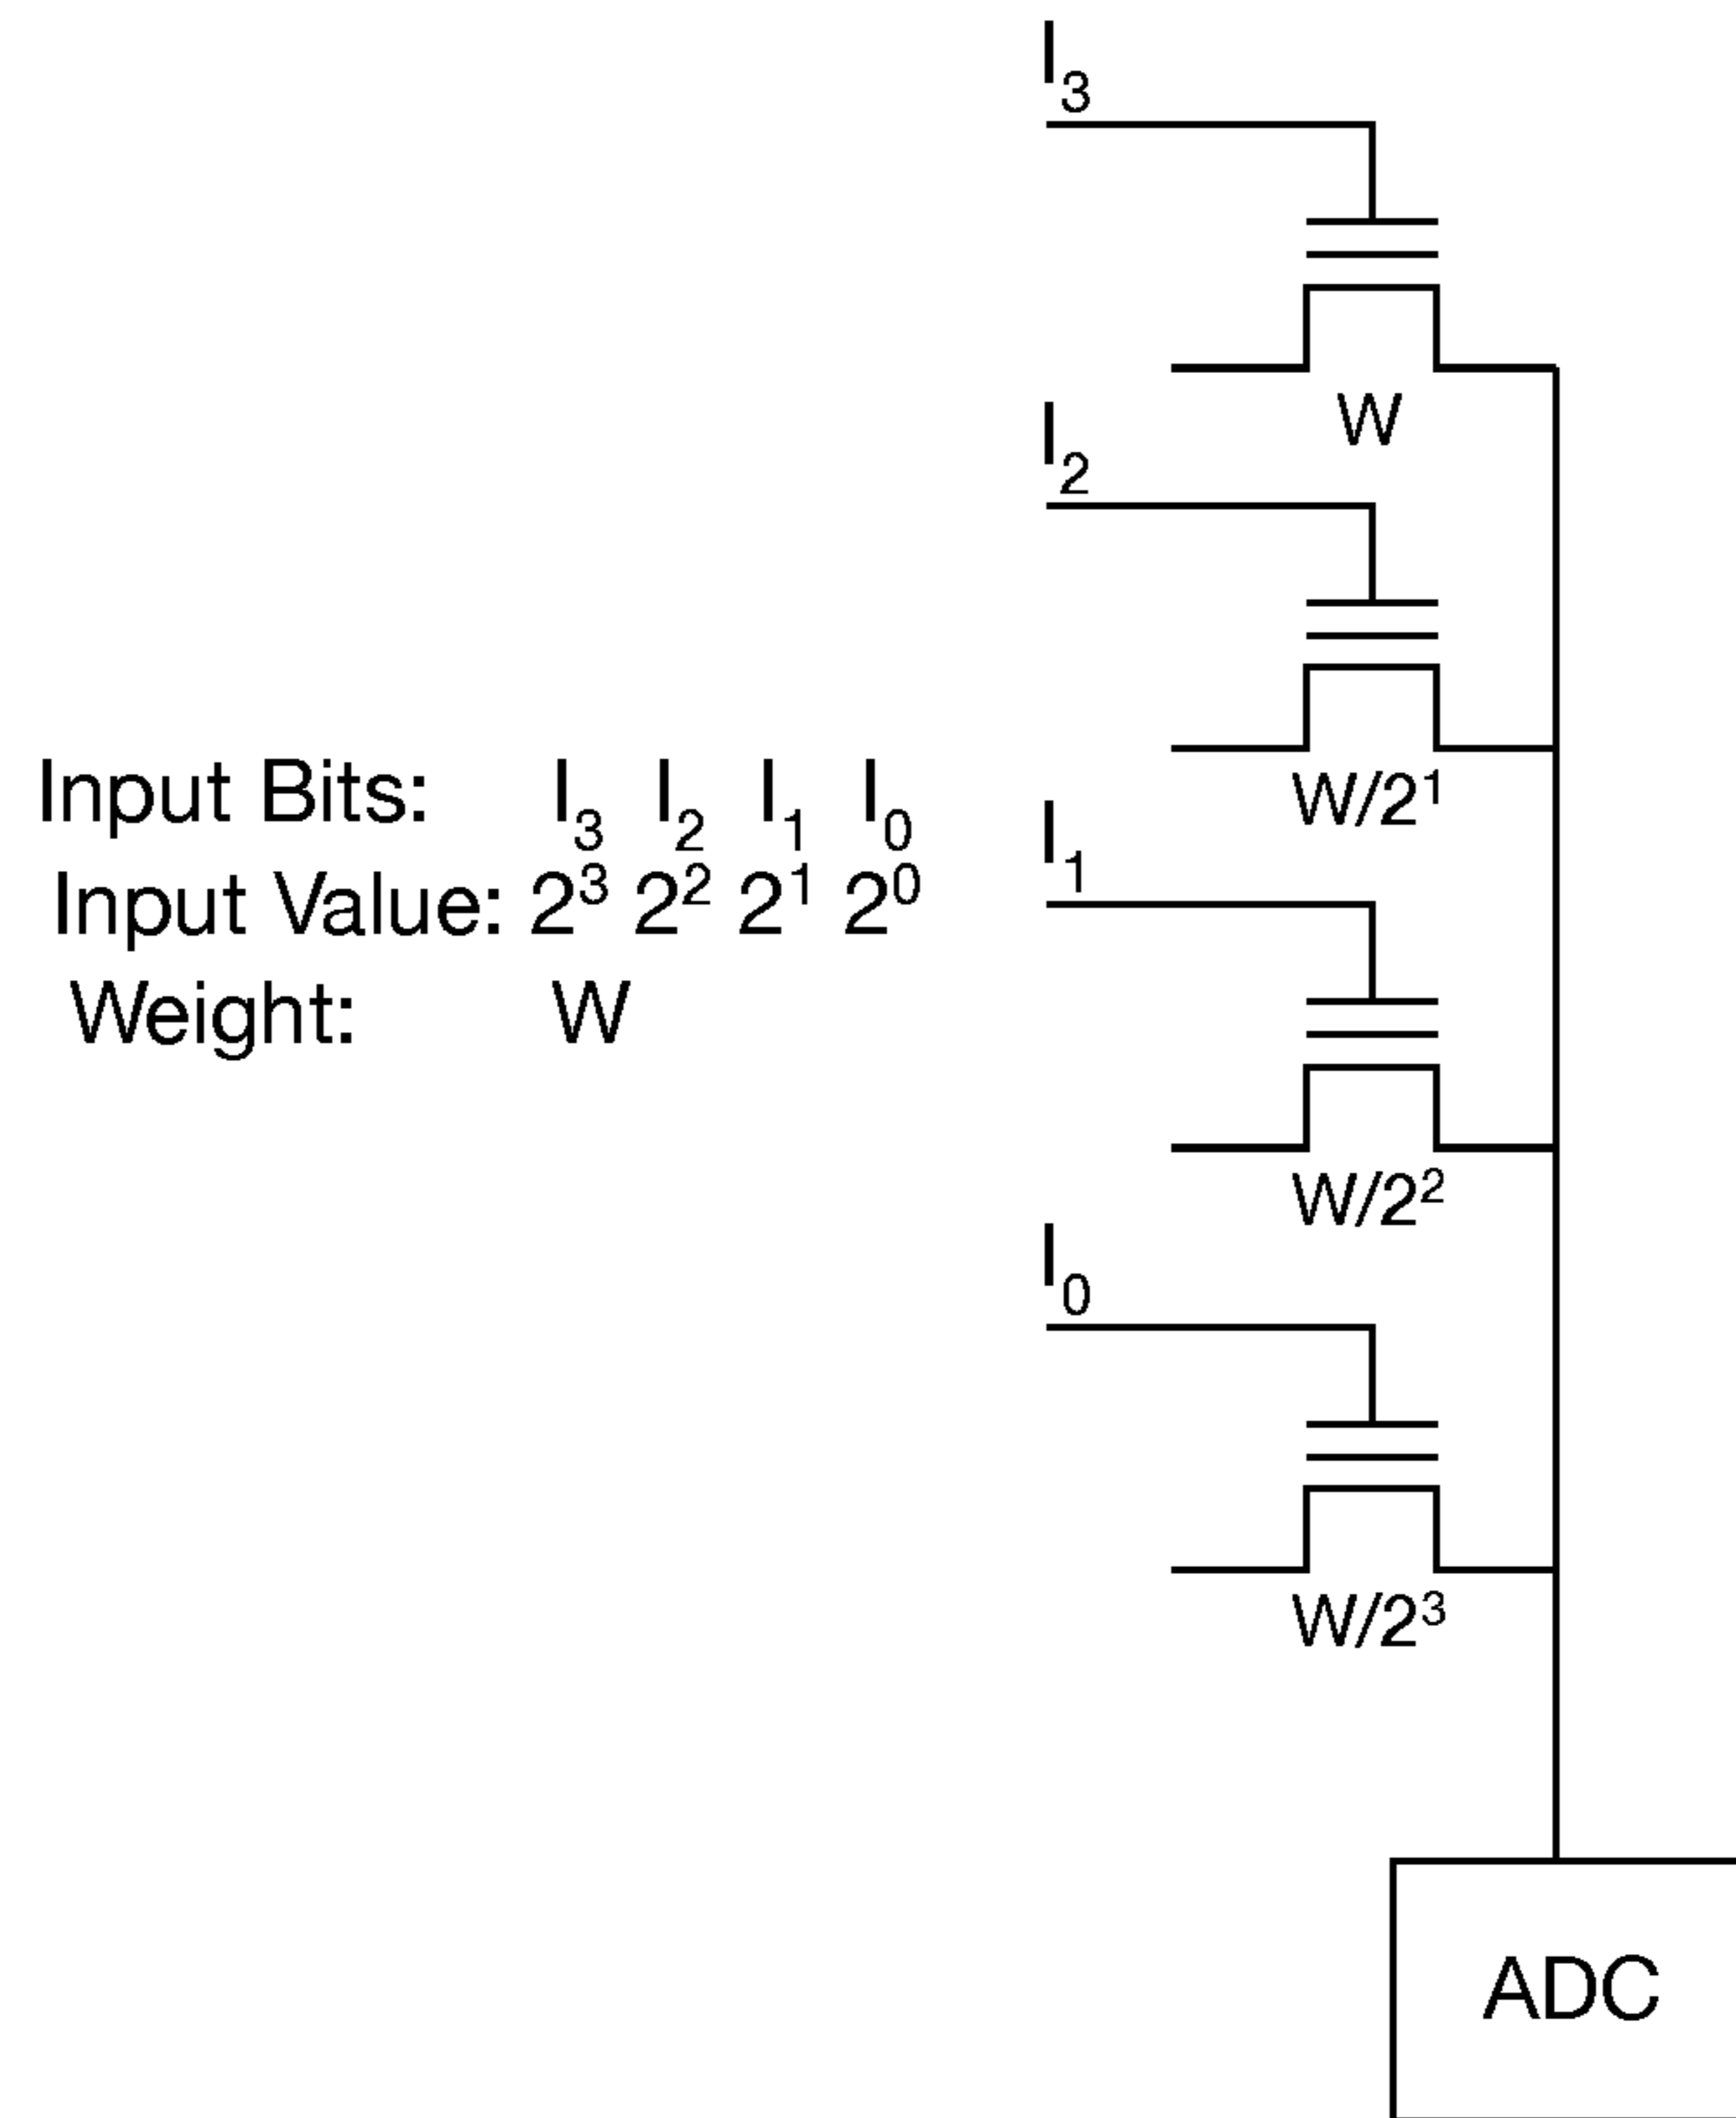 I₃
W
I₂
W/2¹
Input Bits: I₃ I₂ I₁ I₀
Input Value: 2³ 2² 2¹ 2⁰
Weight: W
I₁
W/2²
I₀
W/2³
ADC